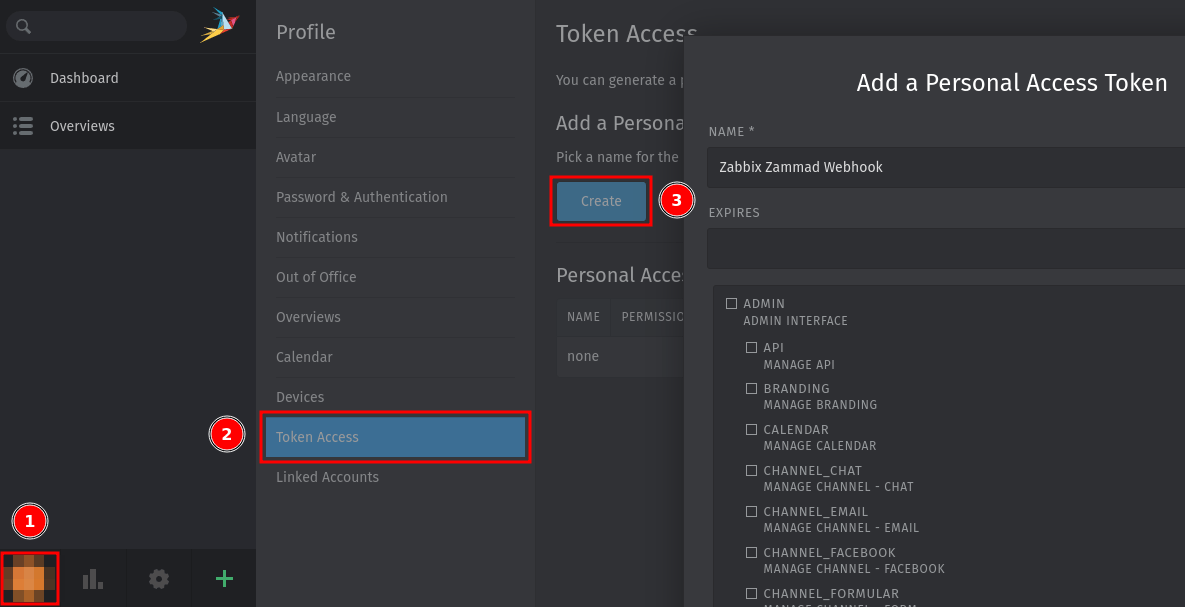 Dashboard
Overviews
Profile
Appearance
Language
Avatar
Password & Authentication
Notifications
Out of Office
Overviews
Calendar
Devices
Token Access
Linked Accounts
1
2
3
Token Access
You can generate a
Add a Persona
Pick a name for the
Create
Personal Acce
NAME PERMISSIO
none
Add a Personal Access Token
NAME *
Zabbix Zammad Webhook
EXPIRES
ADMIN
ADMIN INTERFACE
API
MANAGE API
BRANDING
MANAGE BRANDING
CALENDAR
MANAGE CALENDAR
CHANNEL_CHAT
MANAGE CHANNEL - CHAT
CHANNEL_EMAIL
MANAGE CHANNEL - EMAIL
CHANNEL_FACEBOOK
MANAGE CHANNEL - FACEBOOK
CHANNEL_FORMULAR
MANAGE CHANNEL - FORM